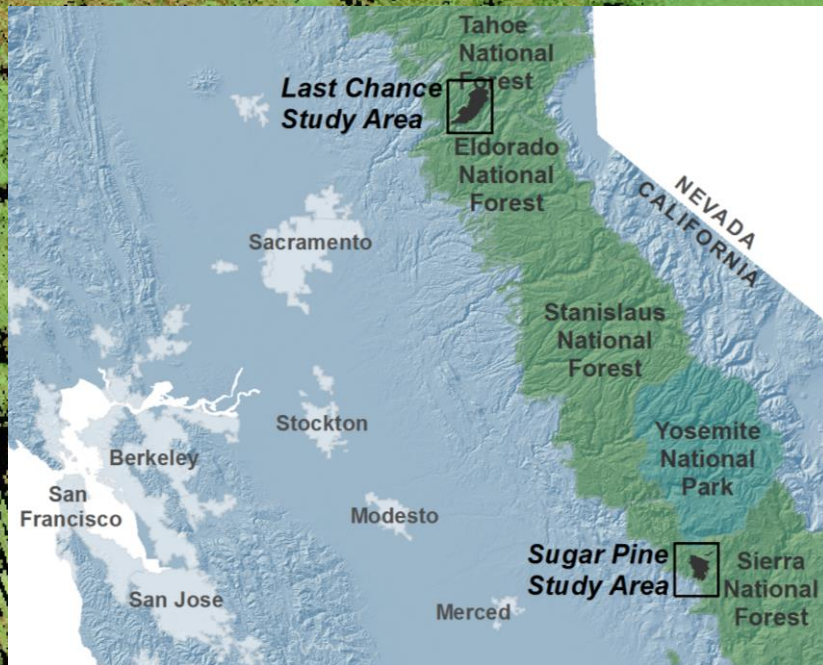 Tahoe
National
Forest
Last Chance
Study Area
Eldorado
National
Forest
NEVADA
CALIFORNIA
Sacramento
Stanislaus
National
Forest
Stockton
Yosemite
National
Park
Berkeley
San
Francisco
Modesto
Sugar Pine
Study Area
Sierra
National
Forest
San Jose
Merced